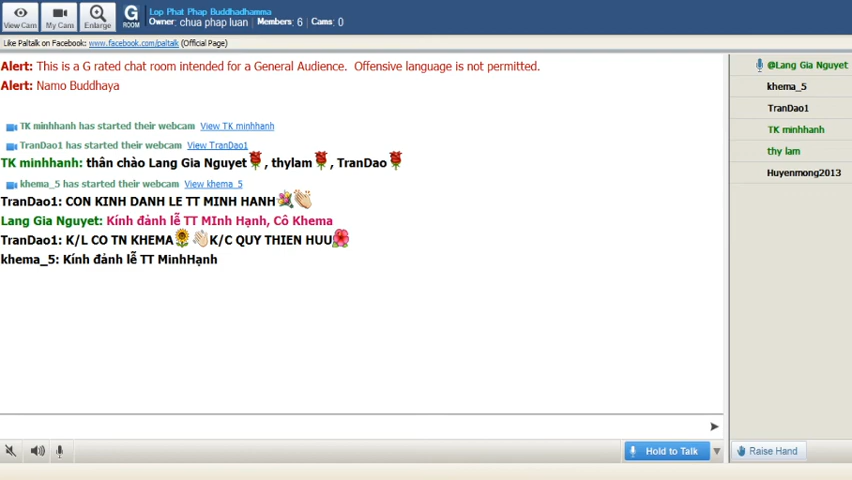 View Cam
My Cam
Enlarge
G
ROOM
Lop Phat Phap Buddhadhamma
Owner: chua phap luan Members: 6 Cams: 0
Like Paltalk on Facebook: www.facebook.com/paltalk (Official Page)
Alert: This is a G rated chat room intended for a General Audience. Offensive language is not permitted.
Alert: Namo Buddhaya
TK minhhanh has started their webcam View TK minhhanh
TranDao1 has started their webcam View TranDao1
TK minhhanh: thân chào Lang Gia Nguyet, thylam, TranDao
khema_5 has started their webcam View khema_5
TranDao1: CON KINH DANH LE TT MINH HANH
Lang Gia Nguyet: Kính đảnh lễ TT MInh Hạnh, Cô Khema
TranDao1: K/L CO TN KHEMA K/C QUY THIEN HUU
khema_5: Kính đảnh lễ TT MinhHạnh
@Lang Gia Nguyet
khema_5
TranDao1
TK minhhanh
thy lam
Huyenmong2013
Hold to Talk
Raise Hand